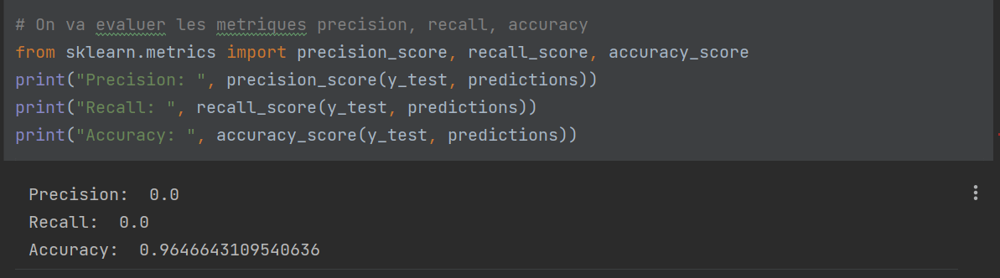 # On va evaluer les metriques precision, recall, accuracy
from sklearn.metrics import precision_score, recall_score, accuracy_score
print("Precision: ", precision_score(y_test, predictions))
print("Recall: ", recall_score(y_test, predictions))
print("Accuracy: ", accuracy_score(y_test, predictions))
Precision:  0.0
Recall:  0.0
Accuracy:  0.9646643109540636